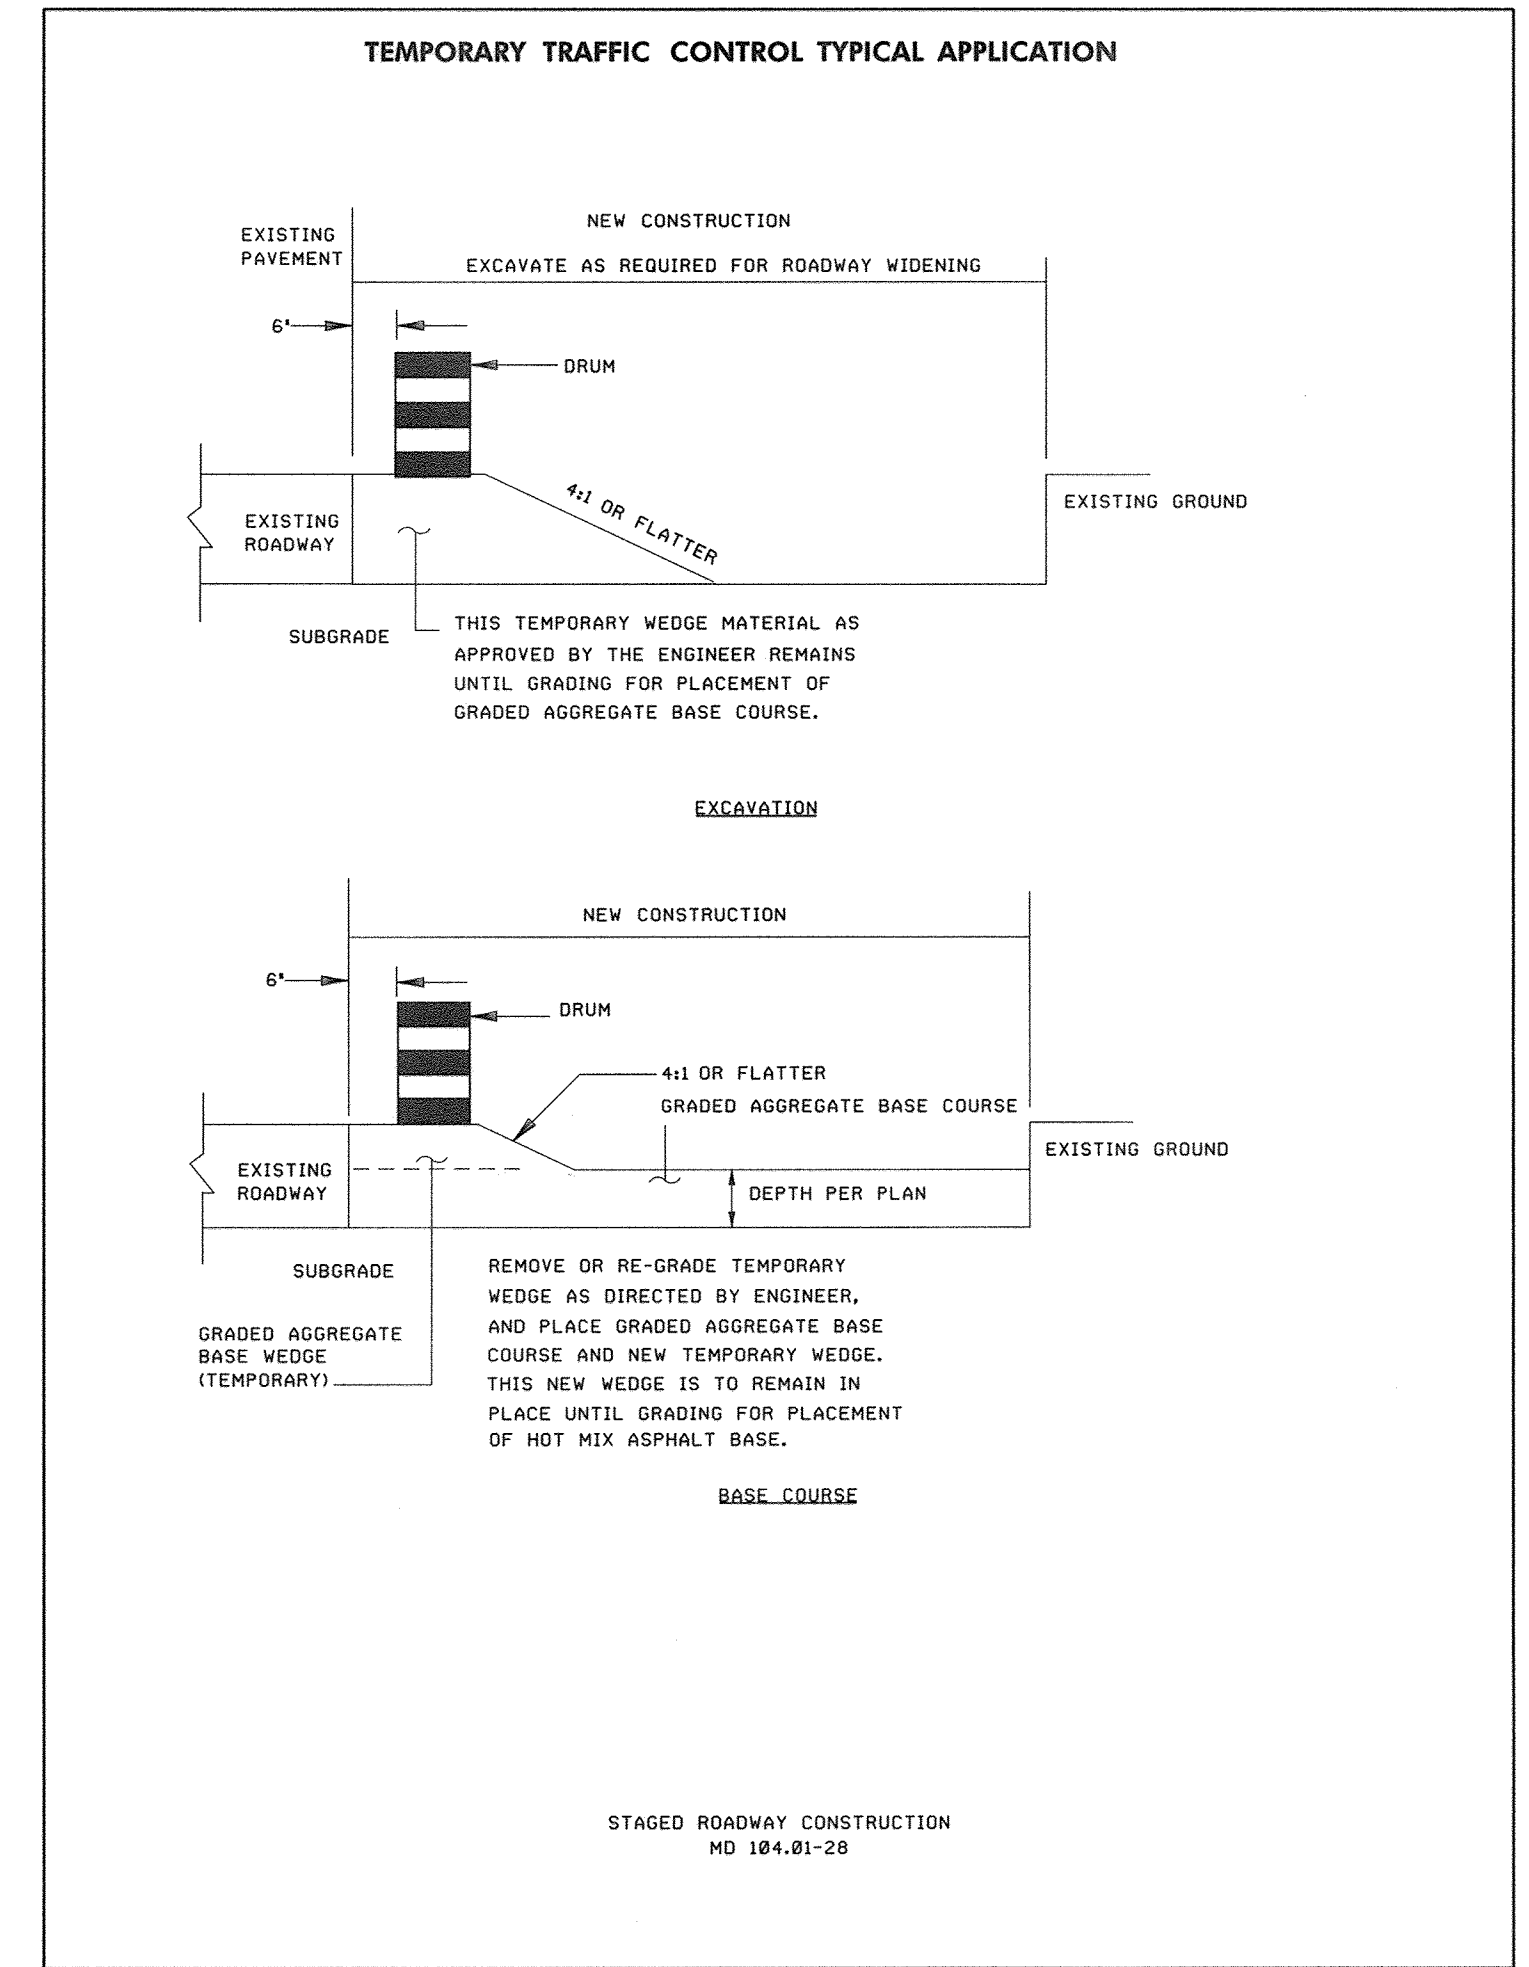 TEMPORARY TRAFFIC CONTROL TYPICAL APPLICATION
NEW CONSTRUCTION
EXISTING
PAVEMENT
EXCAVATE AS REQUIRED FOR ROADWAY WIDENING
6"
DRUM
4:1 OR FLATTER
EXISTING GROUND
EXISTING
ROADWAY
SUBGRADE
THIS TEMPORARY WEDGE MATERIAL AS
APPROVED BY THE ENGINEER REMAINS
UNTIL GRADING FOR PLACEMENT OF
GRADED AGGREGATE BASE COURSE.
EXCAVATION
NEW CONSTRUCTION
6"
DRUM
4:1 OR FLATTER
GRADED AGGREGATE BASE COURSE
EXISTING GROUND
EXISTING
ROADWAY
DEPTH PER PLAN
SUBGRADE
GRADED AGGREGATE
BASE WEDGE
(TEMPORARY)
REMOVE OR RE-GRADE TEMPORARY
WEDGE AS DIRECTED BY ENGINEER,
AND PLACE GRADED AGGREGATE BASE
COURSE AND NEW TEMPORARY WEDGE.
THIS NEW WEDGE IS TO REMAIN IN
PLACE UNTIL GRADING FOR PLACEMENT
OF HOT MIX ASPHALT BASE.
BASE COURSE
STAGED ROADWAY CONSTRUCTION
MD 104.01-28